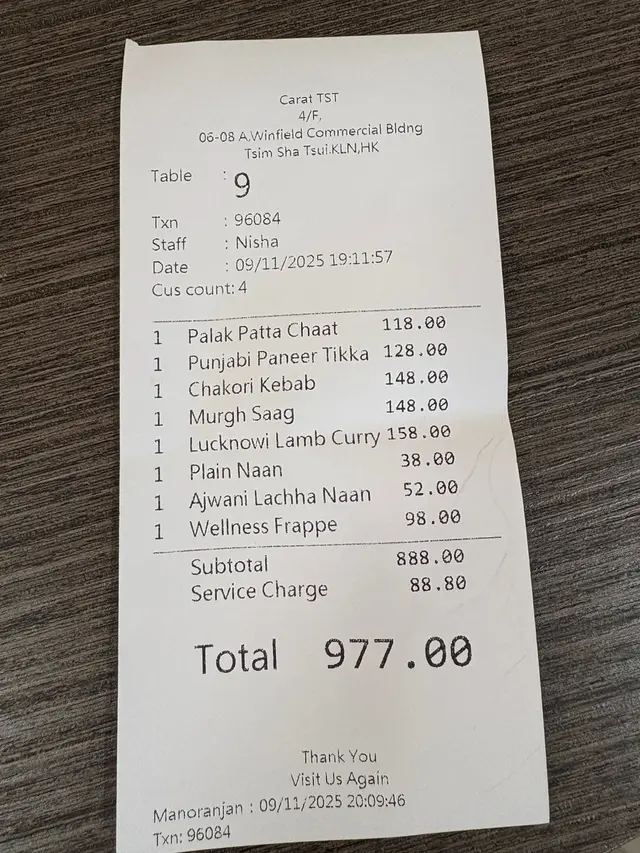 Carat TST
4/F,
06-08 A,Winfield Commercial Bldng
Tsim Sha Tsui.KLN,HK
Table : 9
Txn : 96084
Staff : Nisha
Date : 09/11/2025 19:11:57
Cus count: 4
1 Palak Patta Chaat 118.00
1 Punjabi Paneer Tikka 128.00
1 Chakori Kebab 148.00
1 Murgh Saag 148.00
1 Lucknowi Lamb Curry 158.00
1 Plain Naan 38.00
1 Ajwani Lachha Naan 52.00
1 Wellness Frappe 98.00
Subtotal 888.00
Service Charge 88.80
Total 977.00
Thank You
Visit Us Again
Manoranjan : 09/11/2025 20:09:46
Txn: 96084